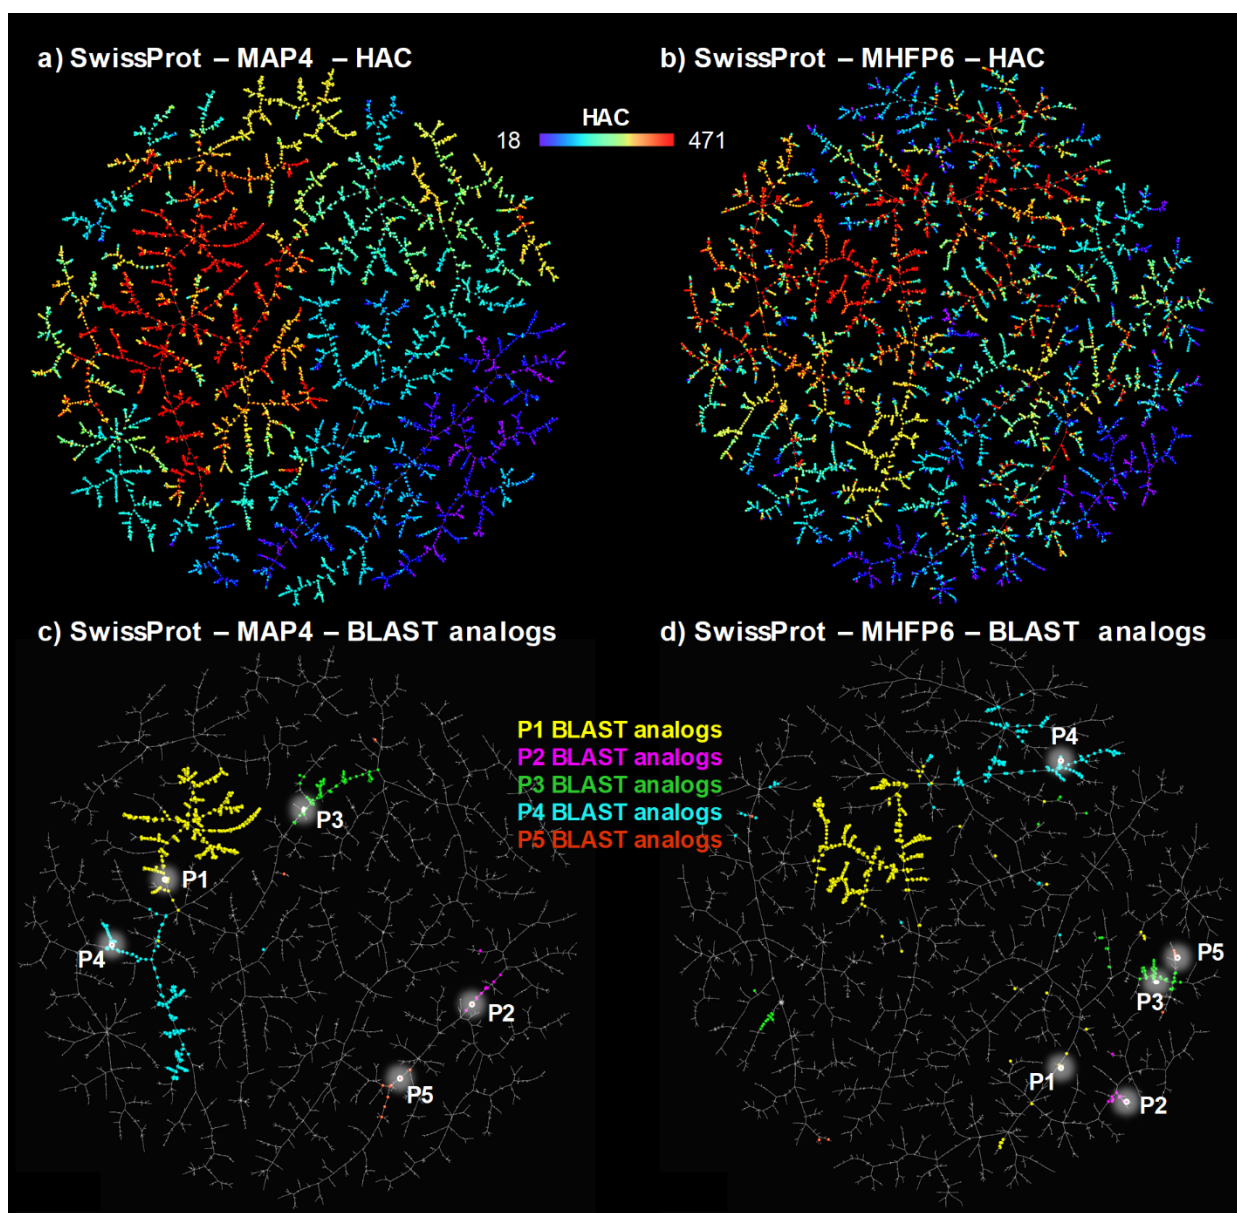 a) SwissProt – MAP4 – HAC
b) SwissProt – MHFP6 – HAC
HAC
18
471
c) SwissProt – MAP4 – BLAST analogs
d) SwissProt – MHFP6 – BLAST analogs
P1 BLAST analogs
P2 BLAST analogs
P3 BLAST analogs
P4 BLAST analogs
P5 BLAST analogs
P3
P1
P4
P2
P5
P4
P5
P3
P1
P2